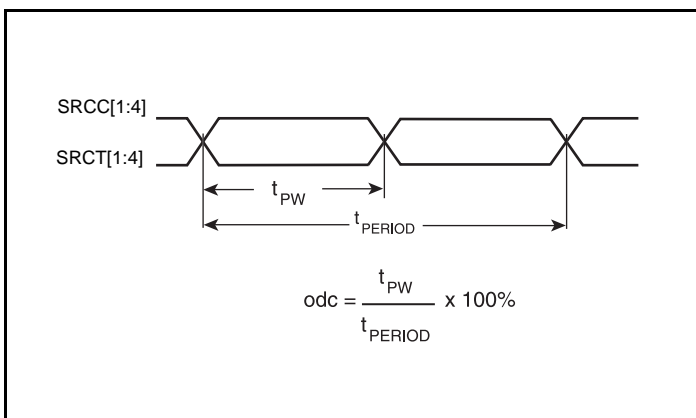 SRCC[1:4]
SRCT[1:4]
tPW
tPERIOD
odc = tPW / tPERIOD x 100%